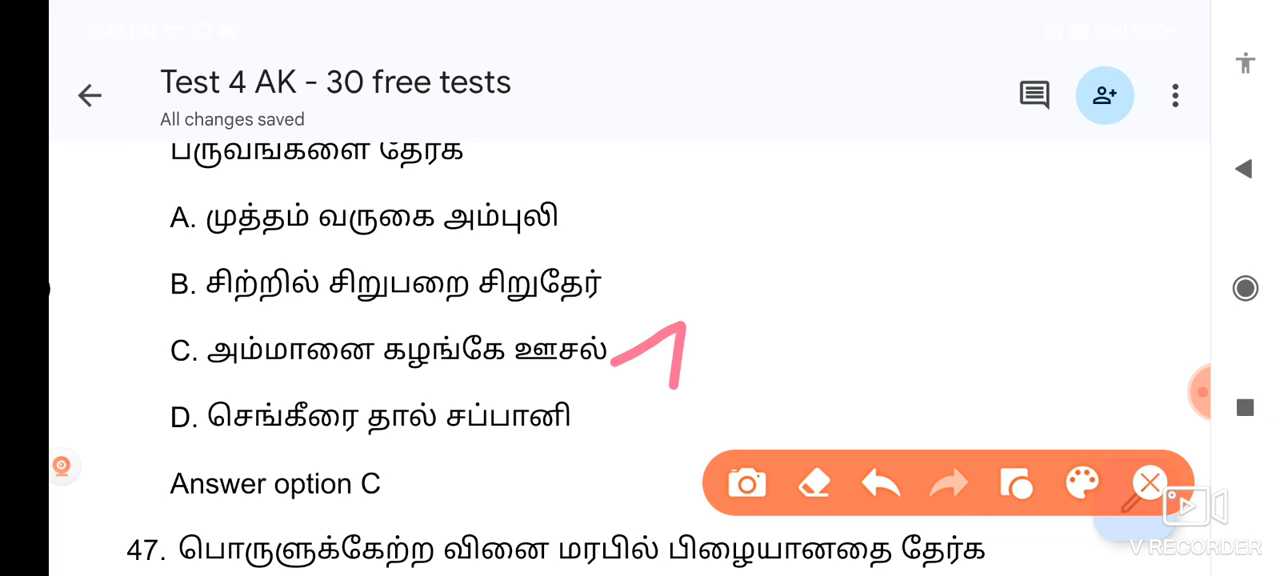 Test 4 AK - 30 free tests
All changes saved
பருவங்களை தேர்க
A. முத்தம் வருகை அம்புலி
B. சிற்றில் சிறுபறை சிறுதேர்
C. அம்மானை கழங்கே ஊசல்
D. செங்கீரை தால் சப்பானி
Answer option C
47. பொருளுக்கேற்ற வினை மரபில் பிழையானதை தேர்க
V RECORDER